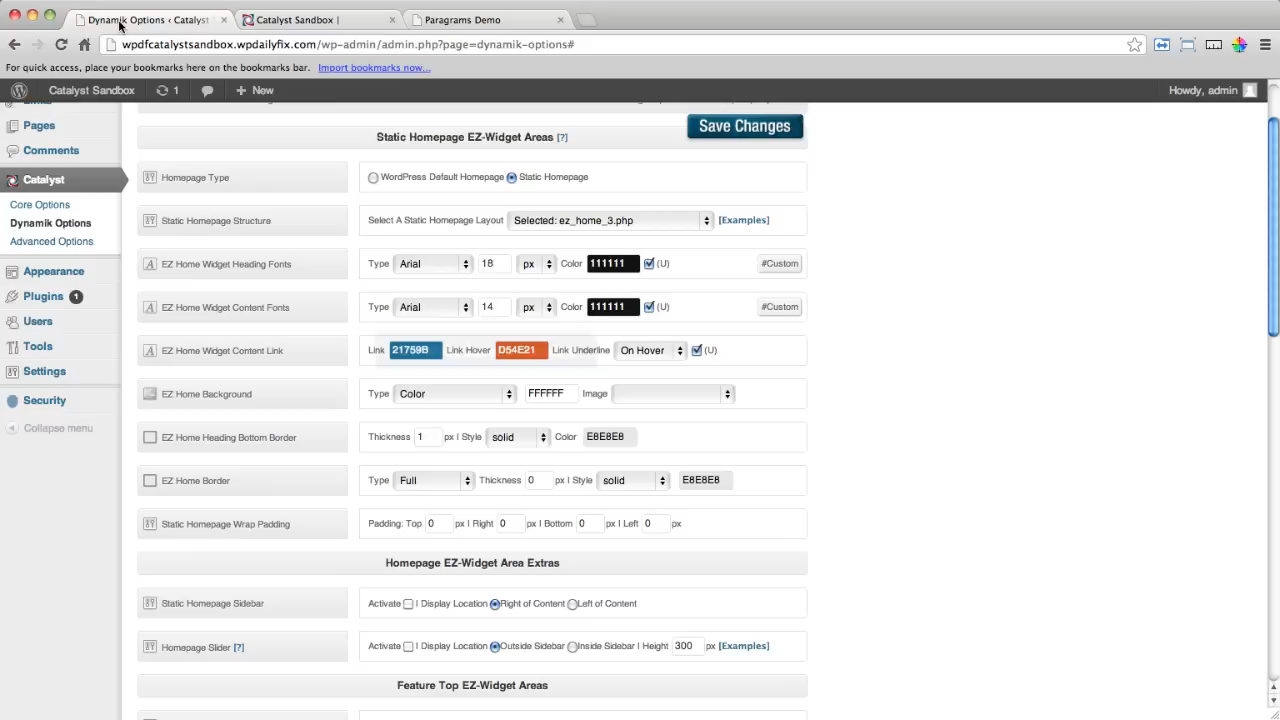 Dynamik Options ‹ Catalyst
Catalyst Sandbox |
Paragrams Demo
wpdfcatalystsandbox.wpdailyfix.com/wp-admin/admin.php?page=dynamik-options#
For quick access, place your bookmarks here on the bookmarks bar. Import bookmarks now...
Catalyst Sandbox 1 + New Howdy, admin
Pages
Comments
Catalyst
Core Options
Dynamik Options
Advanced Options
Appearance
Plugins 1
Users
Tools
Settings
Security
Collapse menu
Save Changes
Static Homepage EZ-Widget Areas [?]
Homepage Type WordPress Default Homepage Static Homepage
Static Homepage Structure Select A Static Homepage Layout Selected: ez_home_3.php [Examples]
EZ Home Widget Heading Fonts Type Arial 18 px Color 111111 (U) #Custom
EZ Home Widget Content Fonts Type Arial 14 px Color 111111 (U) #Custom
EZ Home Widget Content Link Link 21759B Link Hover D54E21 Link Underline On Hover (U)
EZ Home Background Type Color FFFFFF Image
EZ Home Heading Bottom Border Thickness 1 px | Style solid Color E8E8E8
EZ Home Border Type Full Thickness 0 px | Style solid E8E8E8
Static Homepage Wrap Padding Padding: Top 0 px | Right 0 px | Bottom 0 px | Left 0 px
Homepage EZ-Widget Area Extras
Static Homepage Sidebar Activate | Display Location Right of Content Left of Content
Homepage Slider [?] Activate | Display Location Outside Sidebar Inside Sidebar | Height 300 px [Examples]
Feature Top EZ-Widget Areas